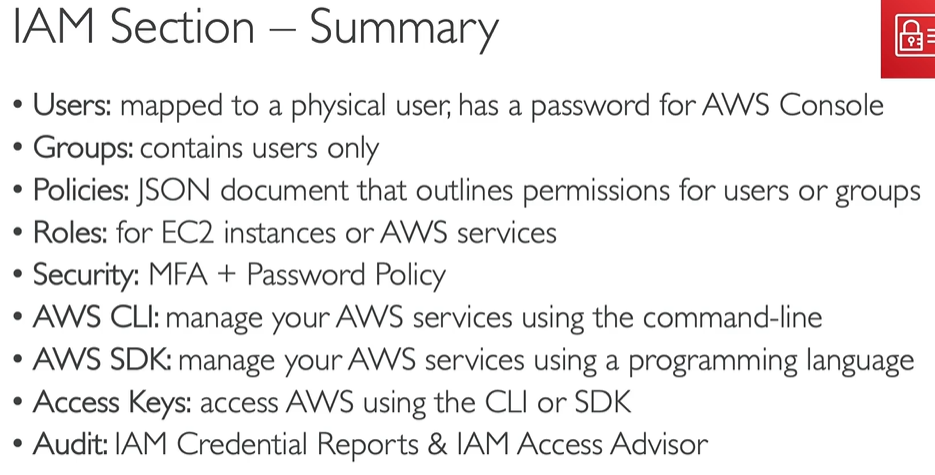 IAM Section – Summary
• Users: mapped to a physical user, has a password for AWS Console
• Groups: contains users only
• Policies: JSON document that outlines permissions for users or groups
• Roles: for EC2 instances or AWS services
• Security: MFA + Password Policy
• AWS CLI: manage your AWS services using the command-line
• AWS SDK: manage your AWS services using a programming language
• Access Keys: access AWS using the CLI or SDK
• Audit: IAM Credential Reports & IAM Access Advisor